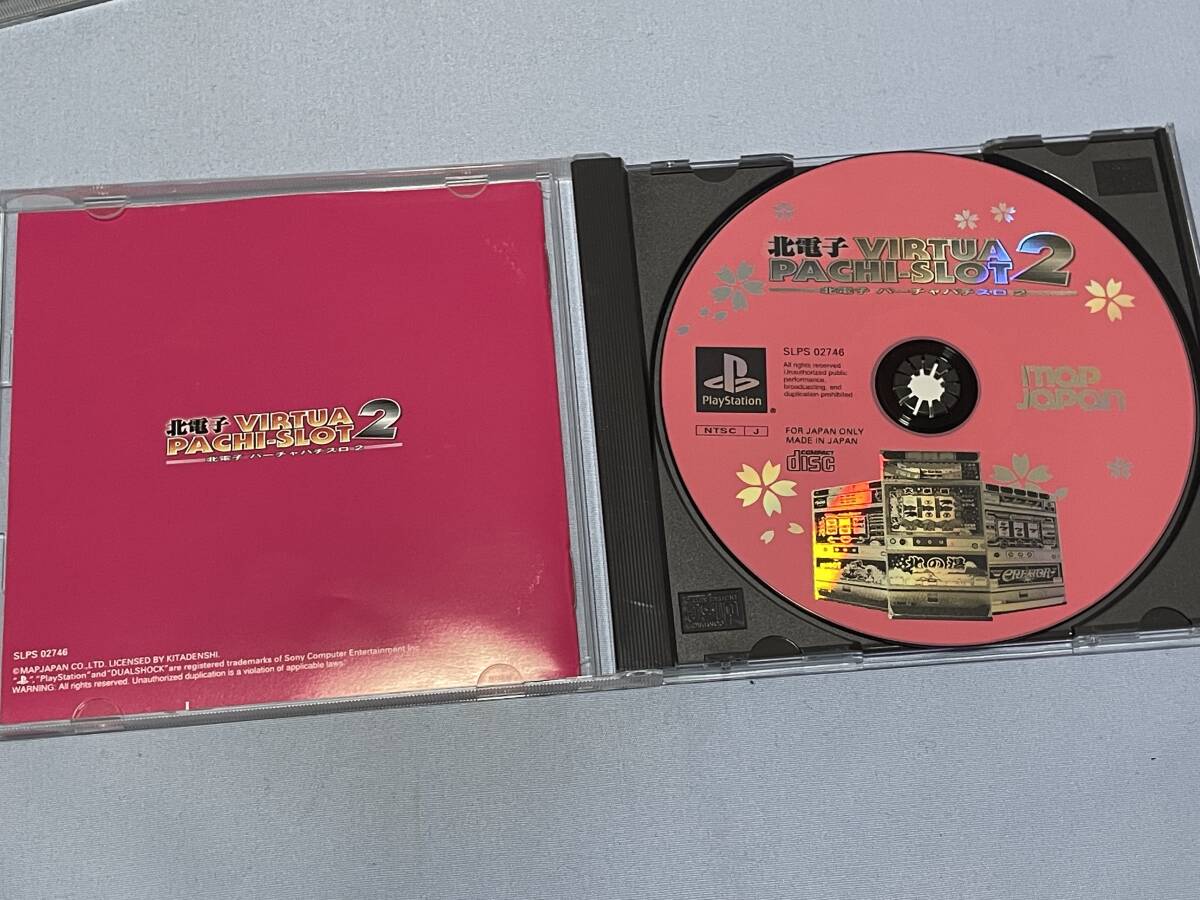 北電子 VIRTUA
PACHI-SLOT 2
北電子 バーチャパチスロ 2
SLPS 02746
©MAPJAPAN CO.,LTD. LICENSED BY KITADENSHI.
"PlayStation" and "DUALSHOCK" are registered trademarks of Sony Computer Entertainment Inc.
WARNING: All rights reserved. Unauthorized duplication is a violation of applicable laws.
北電子 VIRTUA
PACHI-SLOT 2
北電子 バーチャパチスロ 2
PlayStation
SLPS 02746
All rights reserved
Unauthorized public
performance,
broadcasting, and
duplication prohibited
map
Japan
NTSC J
FOR JAPAN ONLY
MADE IN JAPAN
COMPACT
disc
北の湯
CREATOR